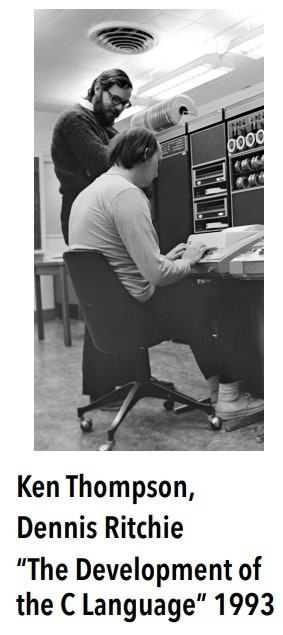 Ken Thompson,
Dennis Ritchie
“The Development of
the C Language” 1993